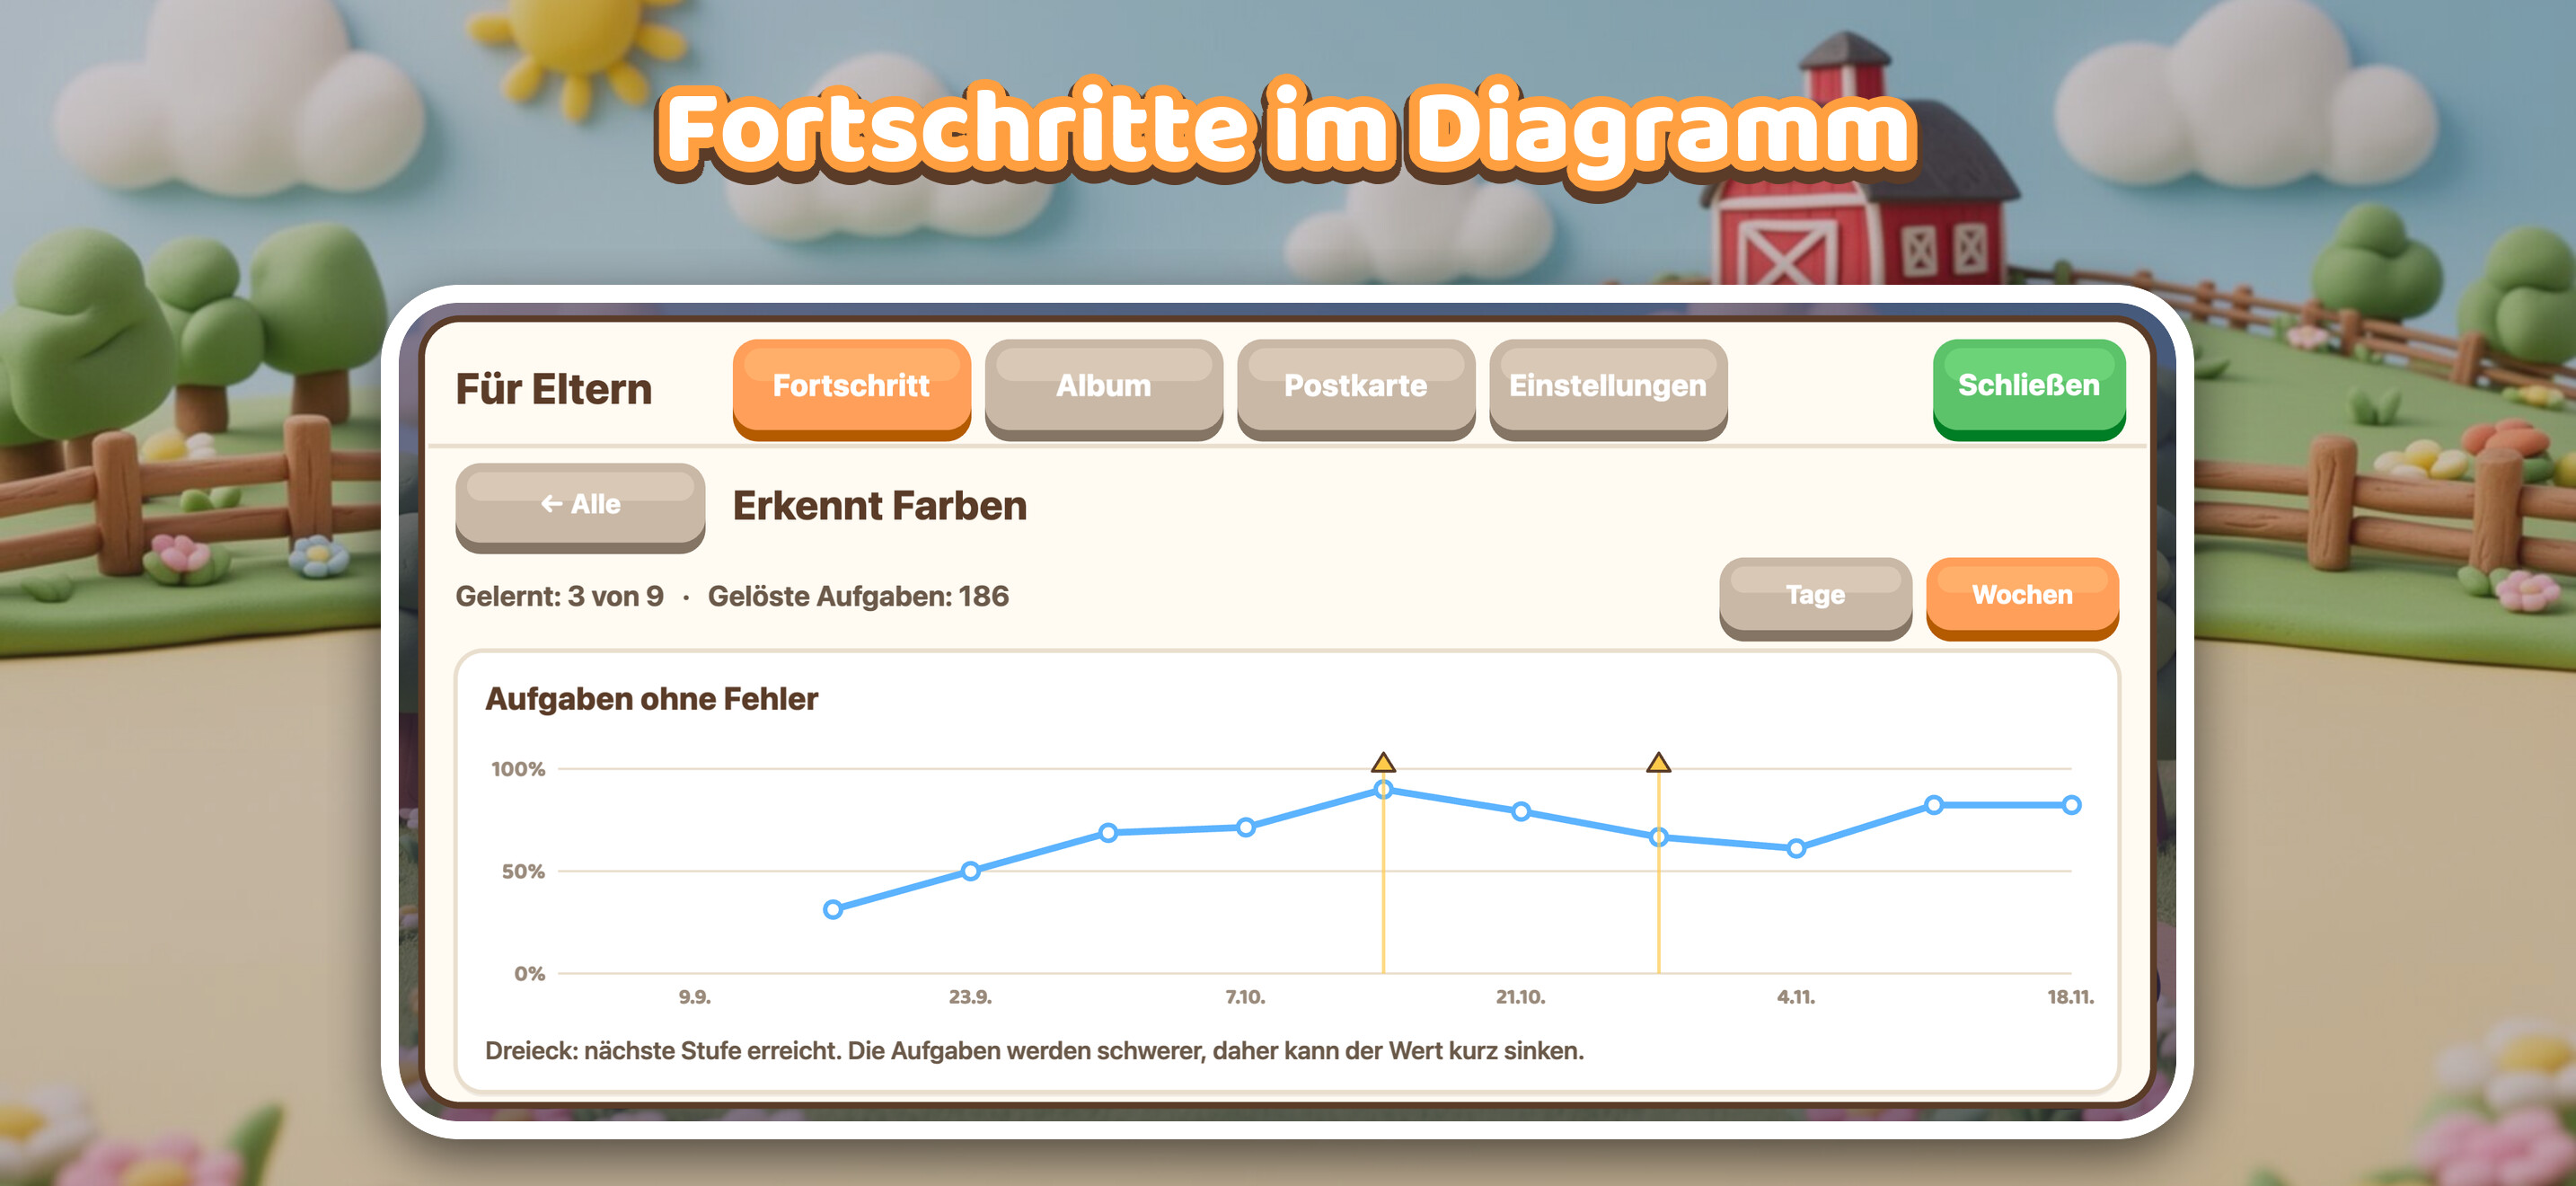 Fortschritte im Diagramm
Für Eltern
Fortschritt
Album
Postkarte
Einstellungen
Schließen
← Alle
Erkennt Farben
Gelernt: 3 von 9 · Gelöste Aufgaben: 186
Tage
Wochen
Aufgaben ohne Fehler
100%
50%
0%
9.9.
23.9.
7.10.
21.10.
4.11.
18.11.
Dreieck: nächste Stufe erreicht. Die Aufgaben werden schwerer, daher kann der Wert kurz sinken.